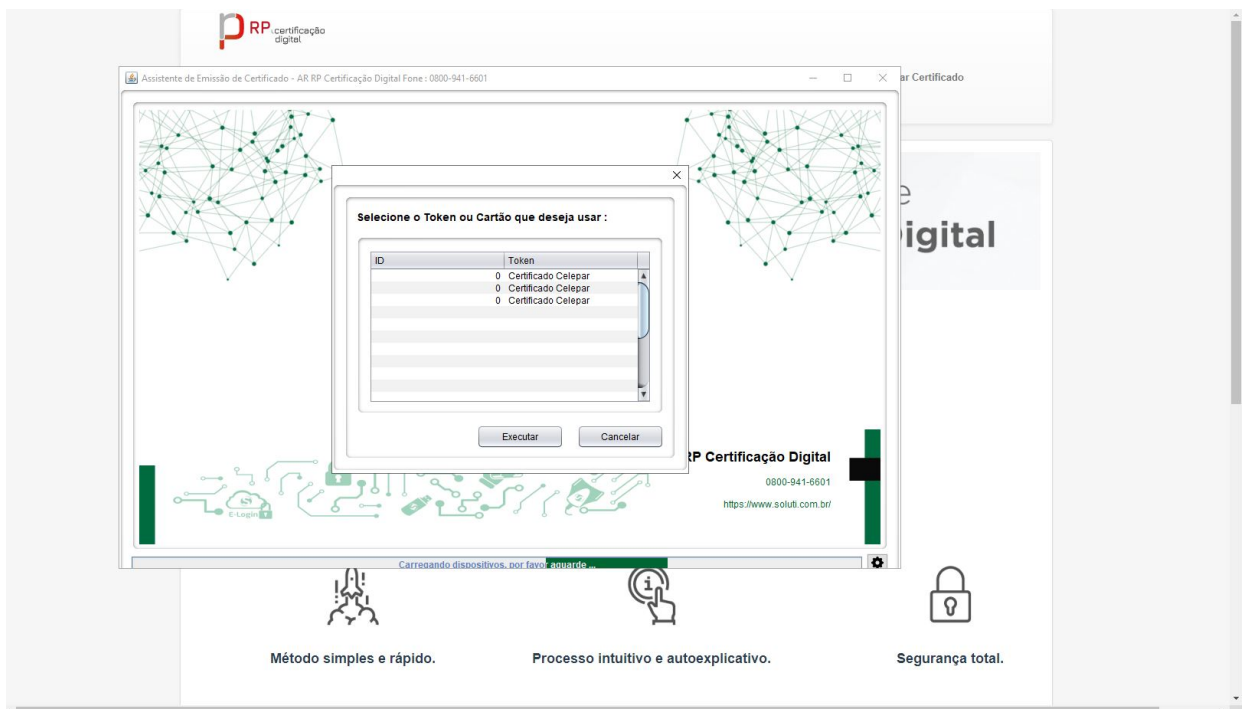 RP certificação
digital
Assistente de Emissão de Certificado - AR RP Certificação Digital Fone : 0800-941-6601
ar Certificado
e
igital
Selecione o Token ou Cartão que deseja usar :
ID Token
0 Certificado Celepar
0 Certificado Celepar
0 Certificado Celepar
Executar Cancelar
RP Certificação Digital
0800-941-6601
https://www.soluti.com.br/
E-Login
Carregando dispositivos, por favor aguarde ...
Método simples e rápido. Processo intuitivo e autoexplicativo. Segurança total.